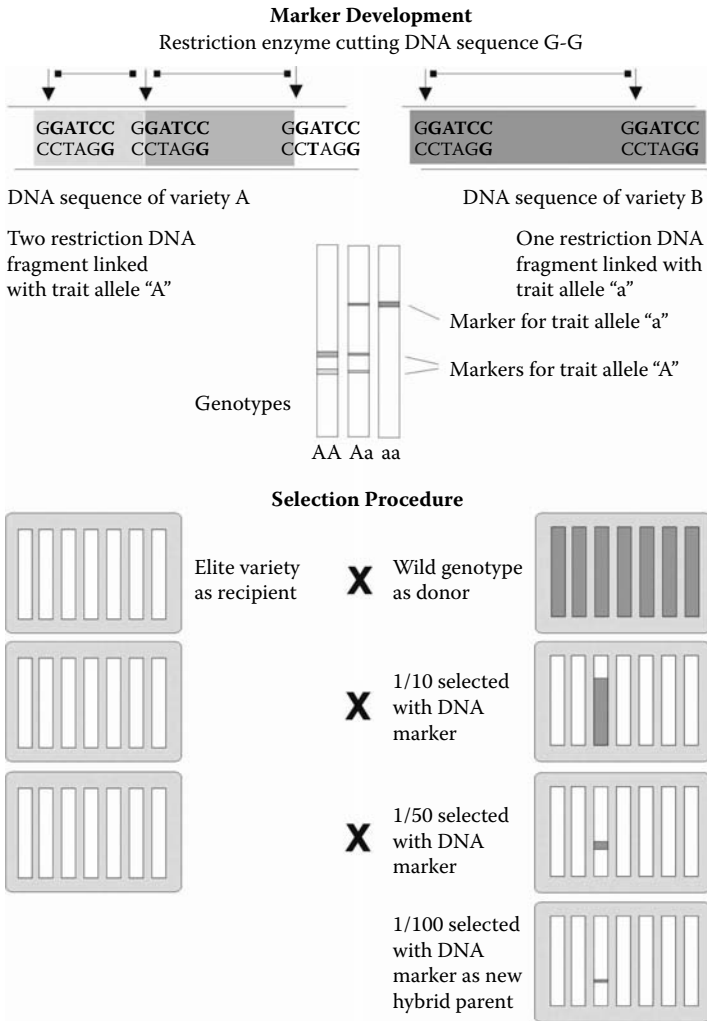 Marker Development
Restriction enzyme cutting DNA sequence G-G
GGATCC GGATCC GGATCC
CCTAGG CCTAGG CCTAGG
GGATCC GGATCC
CCTAGG CCTAGG
DNA sequence of variety A
DNA sequence of variety B
Two restriction DNA
fragment linked
with trait allele “A”
One restriction DNA
fragment linked with
trait allele “a”
Marker for trait allele “a”
Markers for trait allele “A”
Genotypes
AA Aa aa
Selection Procedure
Elite variety
as recipient
X
Wild genotype
as donor
X
1/10 selected
with DNA
marker
X
1/50 selected
with DNA
marker
1/100 selected
with DNA
marker as new
hybrid parent